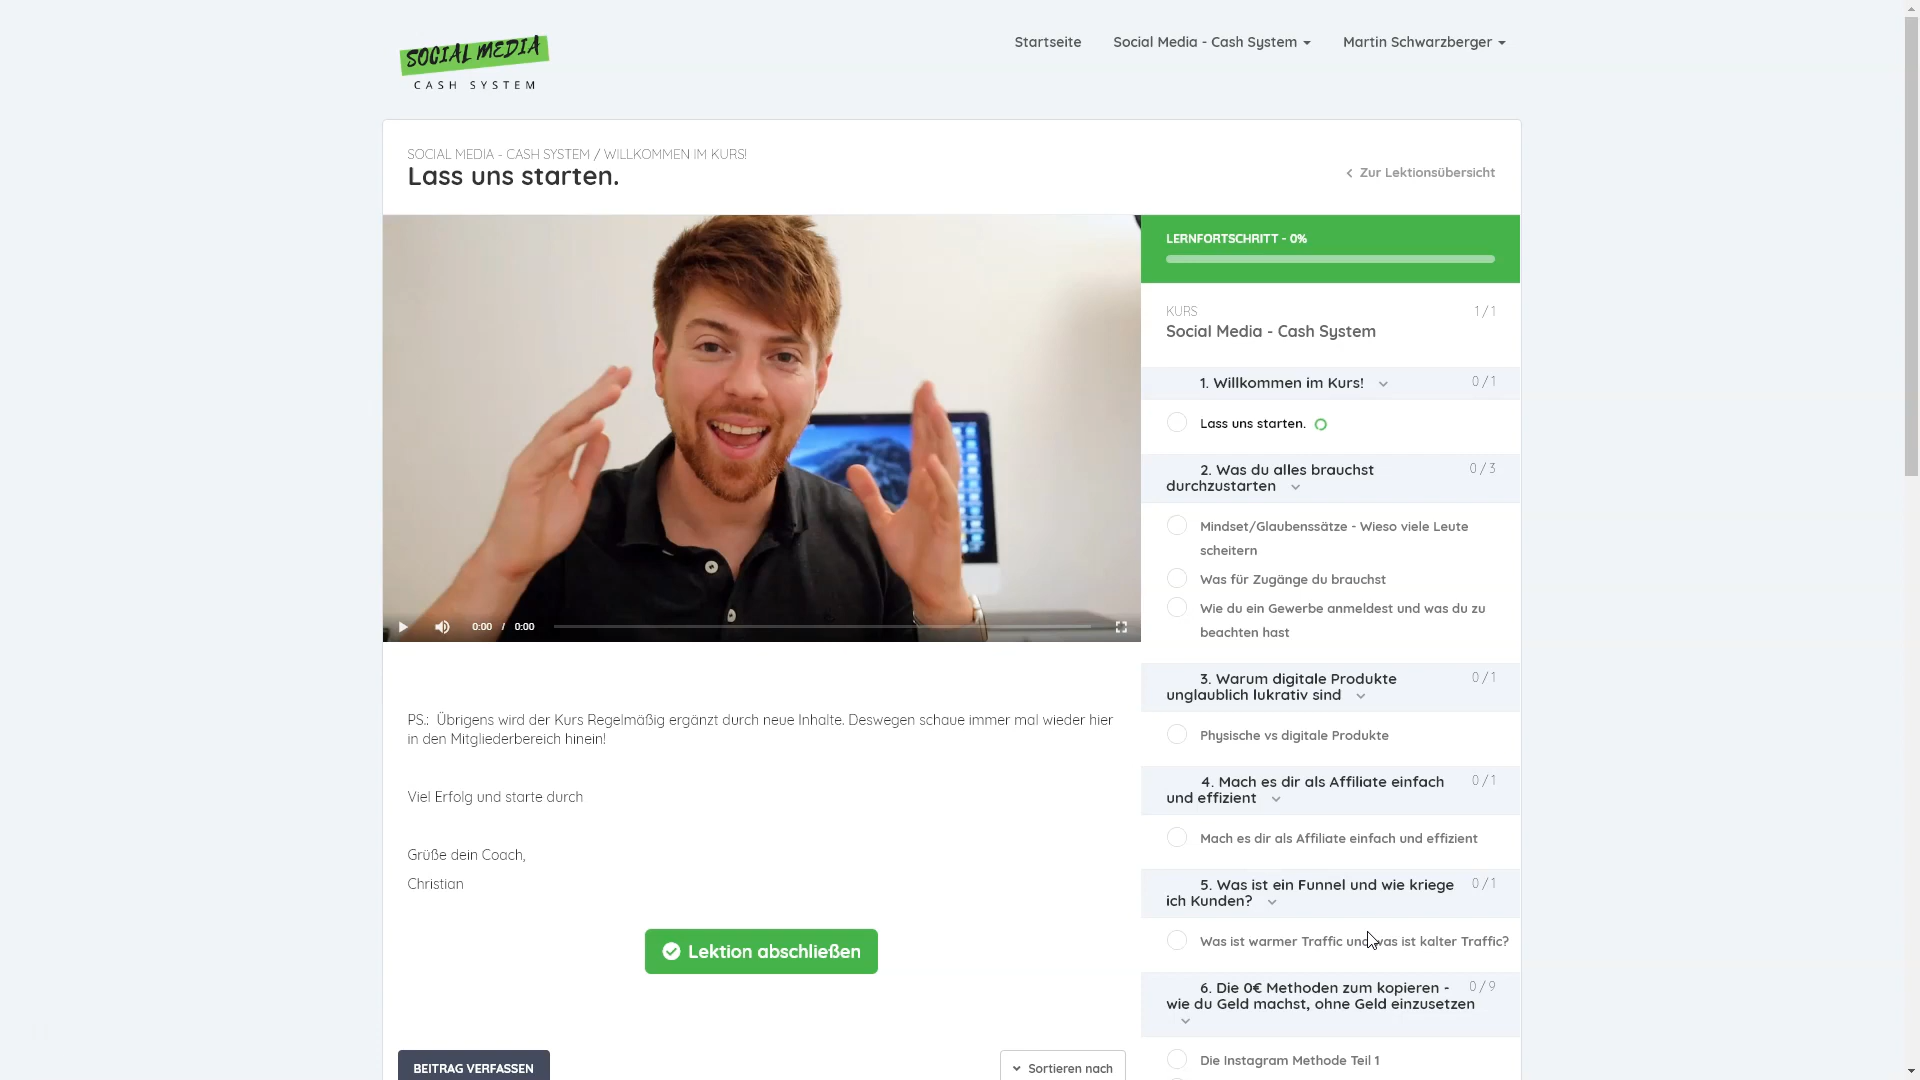 SOCIAL MEDIA
CASH SYSTEM
Startseite
Social Media - Cash System
Martin Schwarzberger
SOCIAL MEDIA - CASH SYSTEM / WILLKOMMEN IM KURS!
Lass uns starten.
Zur Lektionsübersicht
0:00 / 0:00
PS.: Übrigens wird der Kurs Regelmäßig ergänzt durch neue Inhalte. Deswegen schaue immer mal wieder hier
in den Mitgliederbereich hinein!
Viel Erfolg und starte durch
Grüße dein Coach,
Christian
Lektion abschließen
BEITRAG VERFASSEN
Sortieren nach
LERNFORTSCHRITT - 0%
KURS 1 / 1
Social Media - Cash System
1. Willkommen im Kurs! 0 / 1
Lass uns starten.
2. Was du alles brauchst 0 / 3
durchzustarten
Mindset/Glaubenssätze - Wieso viele Leute
scheitern
Was für Zugänge du brauchst
Wie du ein Gewerbe anmeldest und was du zu
beachten hast
3. Warum digitale Produkte 0 / 1
unglaublich lukrativ sind
Physische vs digitale Produkte
4. Mach es dir als Affiliate einfach 0 / 1
und effizient
Mach es dir als Affiliate einfach und effizient
5. Was ist ein Funnel und wie kriege 0 / 1
ich Kunden?
Was ist warmer Traffic und was ist kalter Traffic?
6. Die 0€ Methoden zum kopieren - 0 / 9
wie du Geld machst, ohne Geld einzusetzen
Die Instagram Methode Teil 1